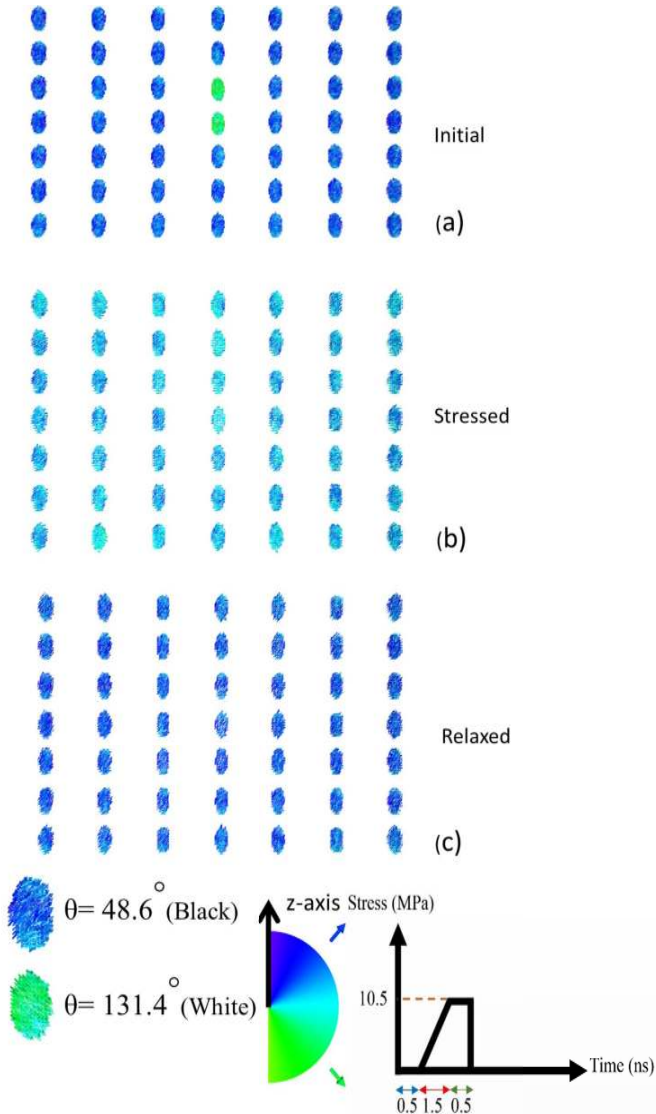 Initial
(a)
Stressed
(b)
Relaxed
(c)
θ= 48.6° (Black)
θ= 131.4° (White)
z-axis
Stress (MPa)
10.5
Time (ns)
0.5 1.5 0.5